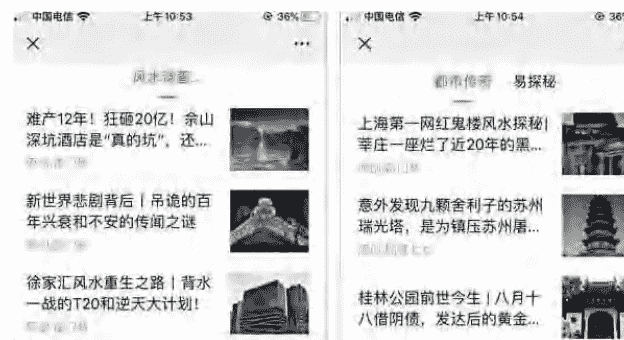 中国电信
上午10:53
36%
难产12年！狂砸20亿！佘山
深坑酒店是“真的坑”，还...
新世界悲剧背后丨吊诡的百
年兴衰和不安的传闻之谜
徐家汇风水重生之路丨背水
一战的T20和逆天大计划！
中国电信
上午10:54
36
都市传奇 易探秘
上海第一网红鬼楼风水探秘|
莘庄一座烂了近20年的黑...
意外发现九颗舍利子的苏州
瑞光塔，是为镇压苏州屠...
桂林公园前世今生 | 八月十
八借阴债，发达后的黄金...